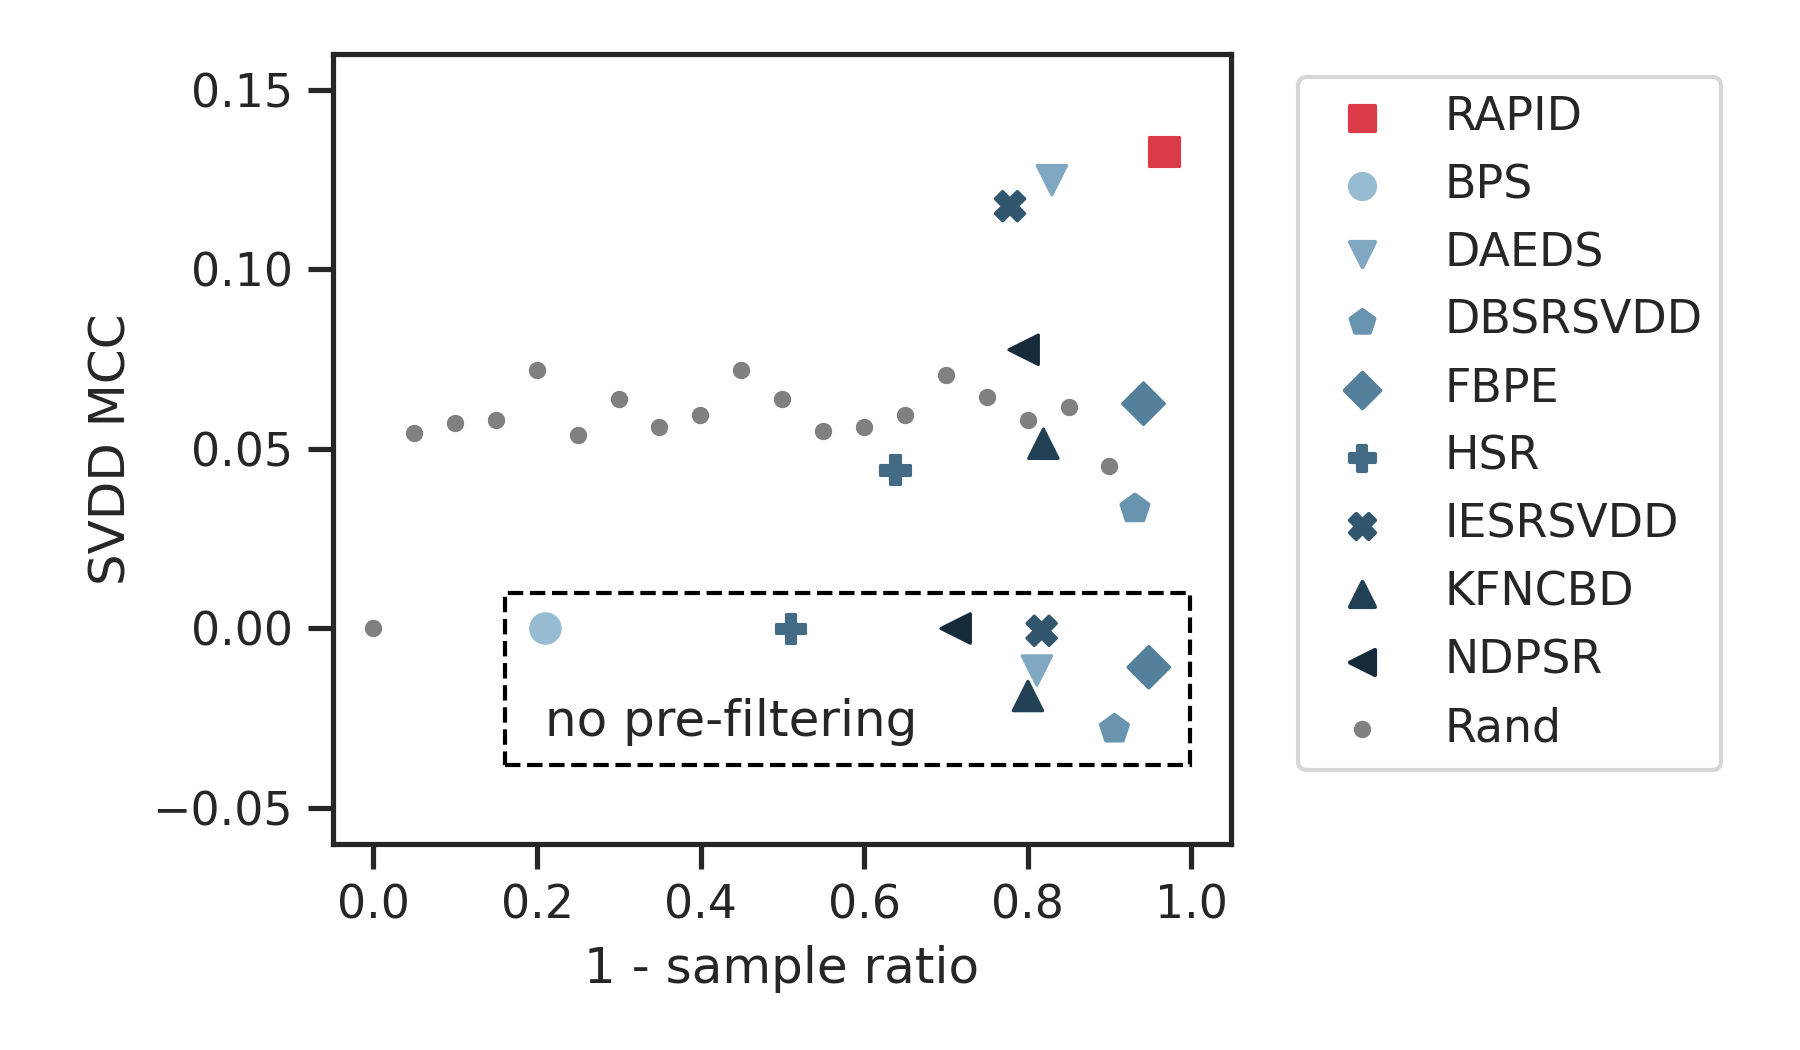 0.15
0.10
0.05
0.00
−0.05
SVDD MCC
no pre-filtering
0.0 0.2 0.4 0.6 0.8 1.0
1 - sample ratio
RAPID
BPS
DAEDS
DBSRSVDD
FBPE
HSR
IESRSVDD
KFNCBD
NDPSR
Rand